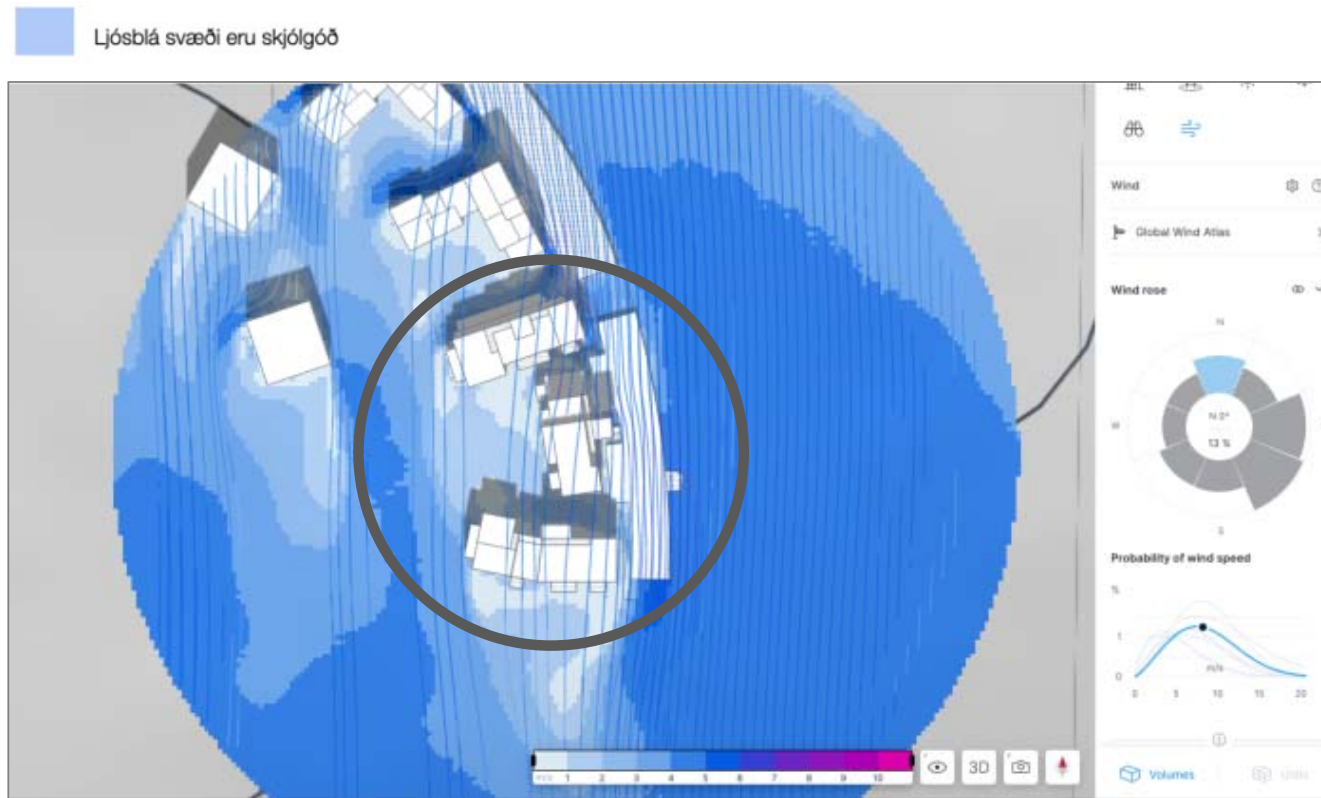 Ljósblá svæði eru skjólgóð
Wind
Global Wind Atlas
Wind rose
N
W
N 0°
13 %
S
Probability of wind speed
%
1
0
m/s
0 5 10 15 20
m/s 1 2 3 4 5 6 7 8 9 10
3D
Volumes
Units